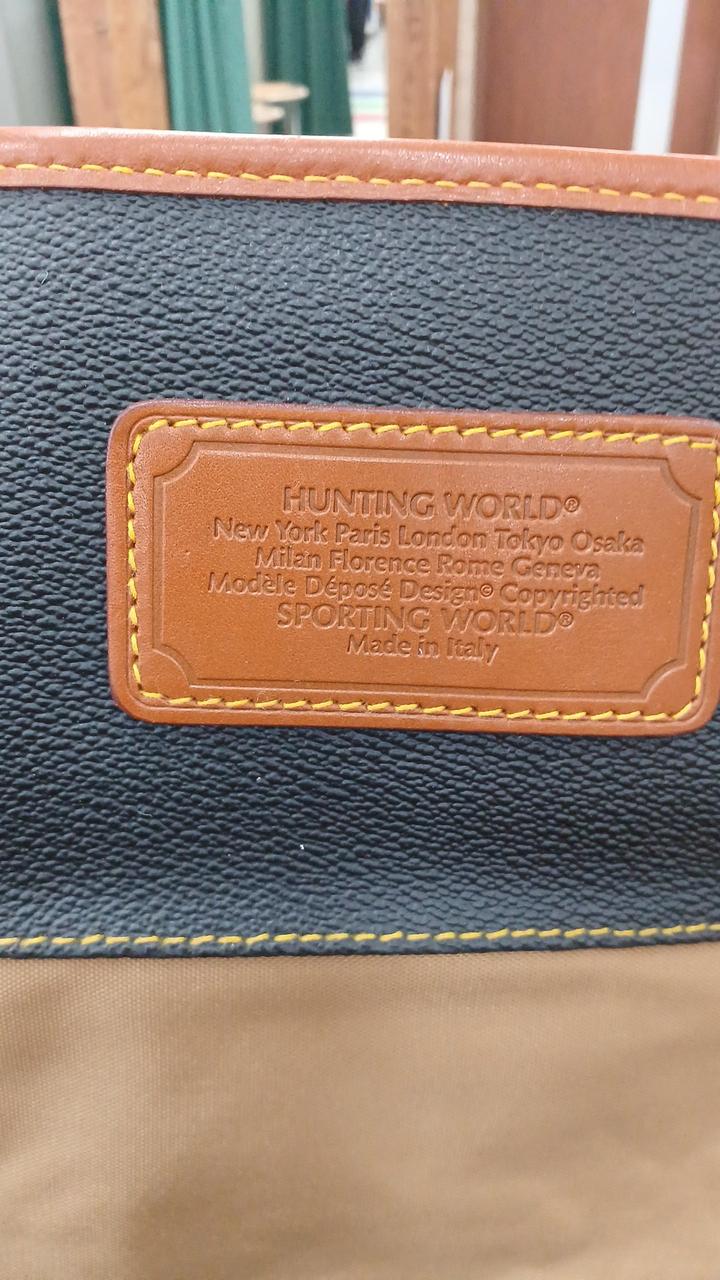 HUNTING WORLD®
New York Paris London Tokyo Osaka
Milan Florence Rome Geneva
Modèle Déposé Design© Copyrighted
SPORTING WORLD®
Made in Italy